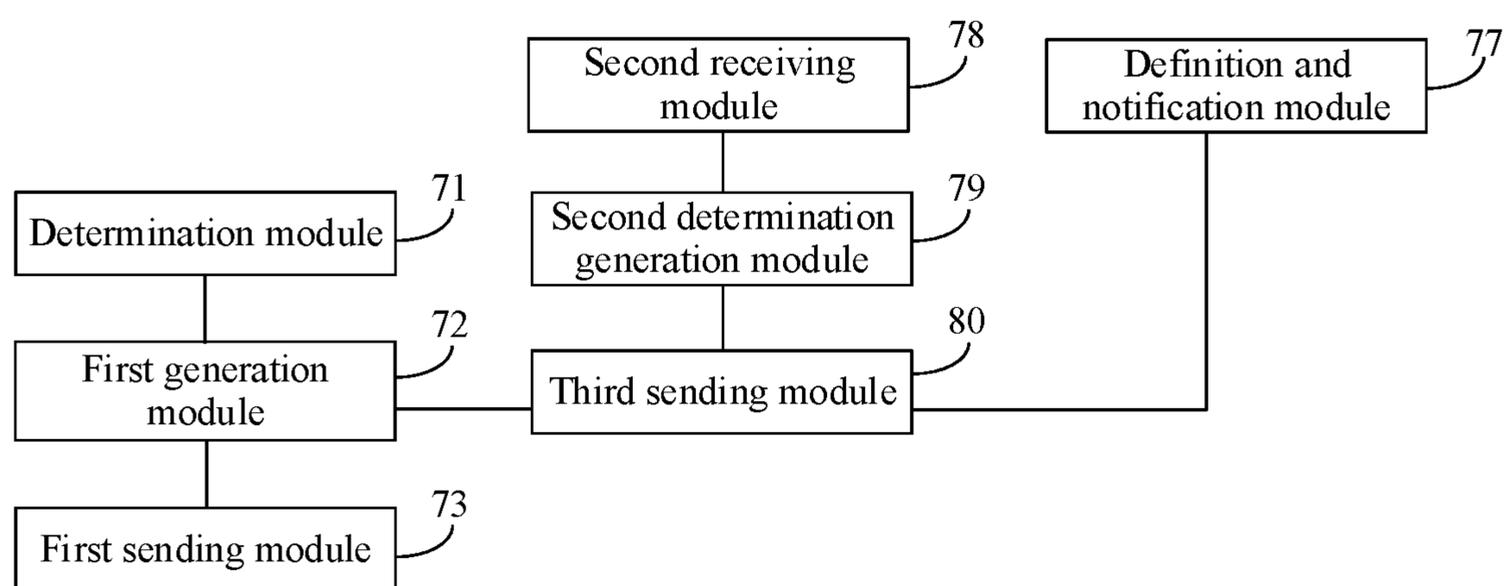 78
Second receiving
module
77
Definition and
notification module
71
Determination module
79
Second determination
generation module
72
First generation
module
80
Third sending module
73
First sending module